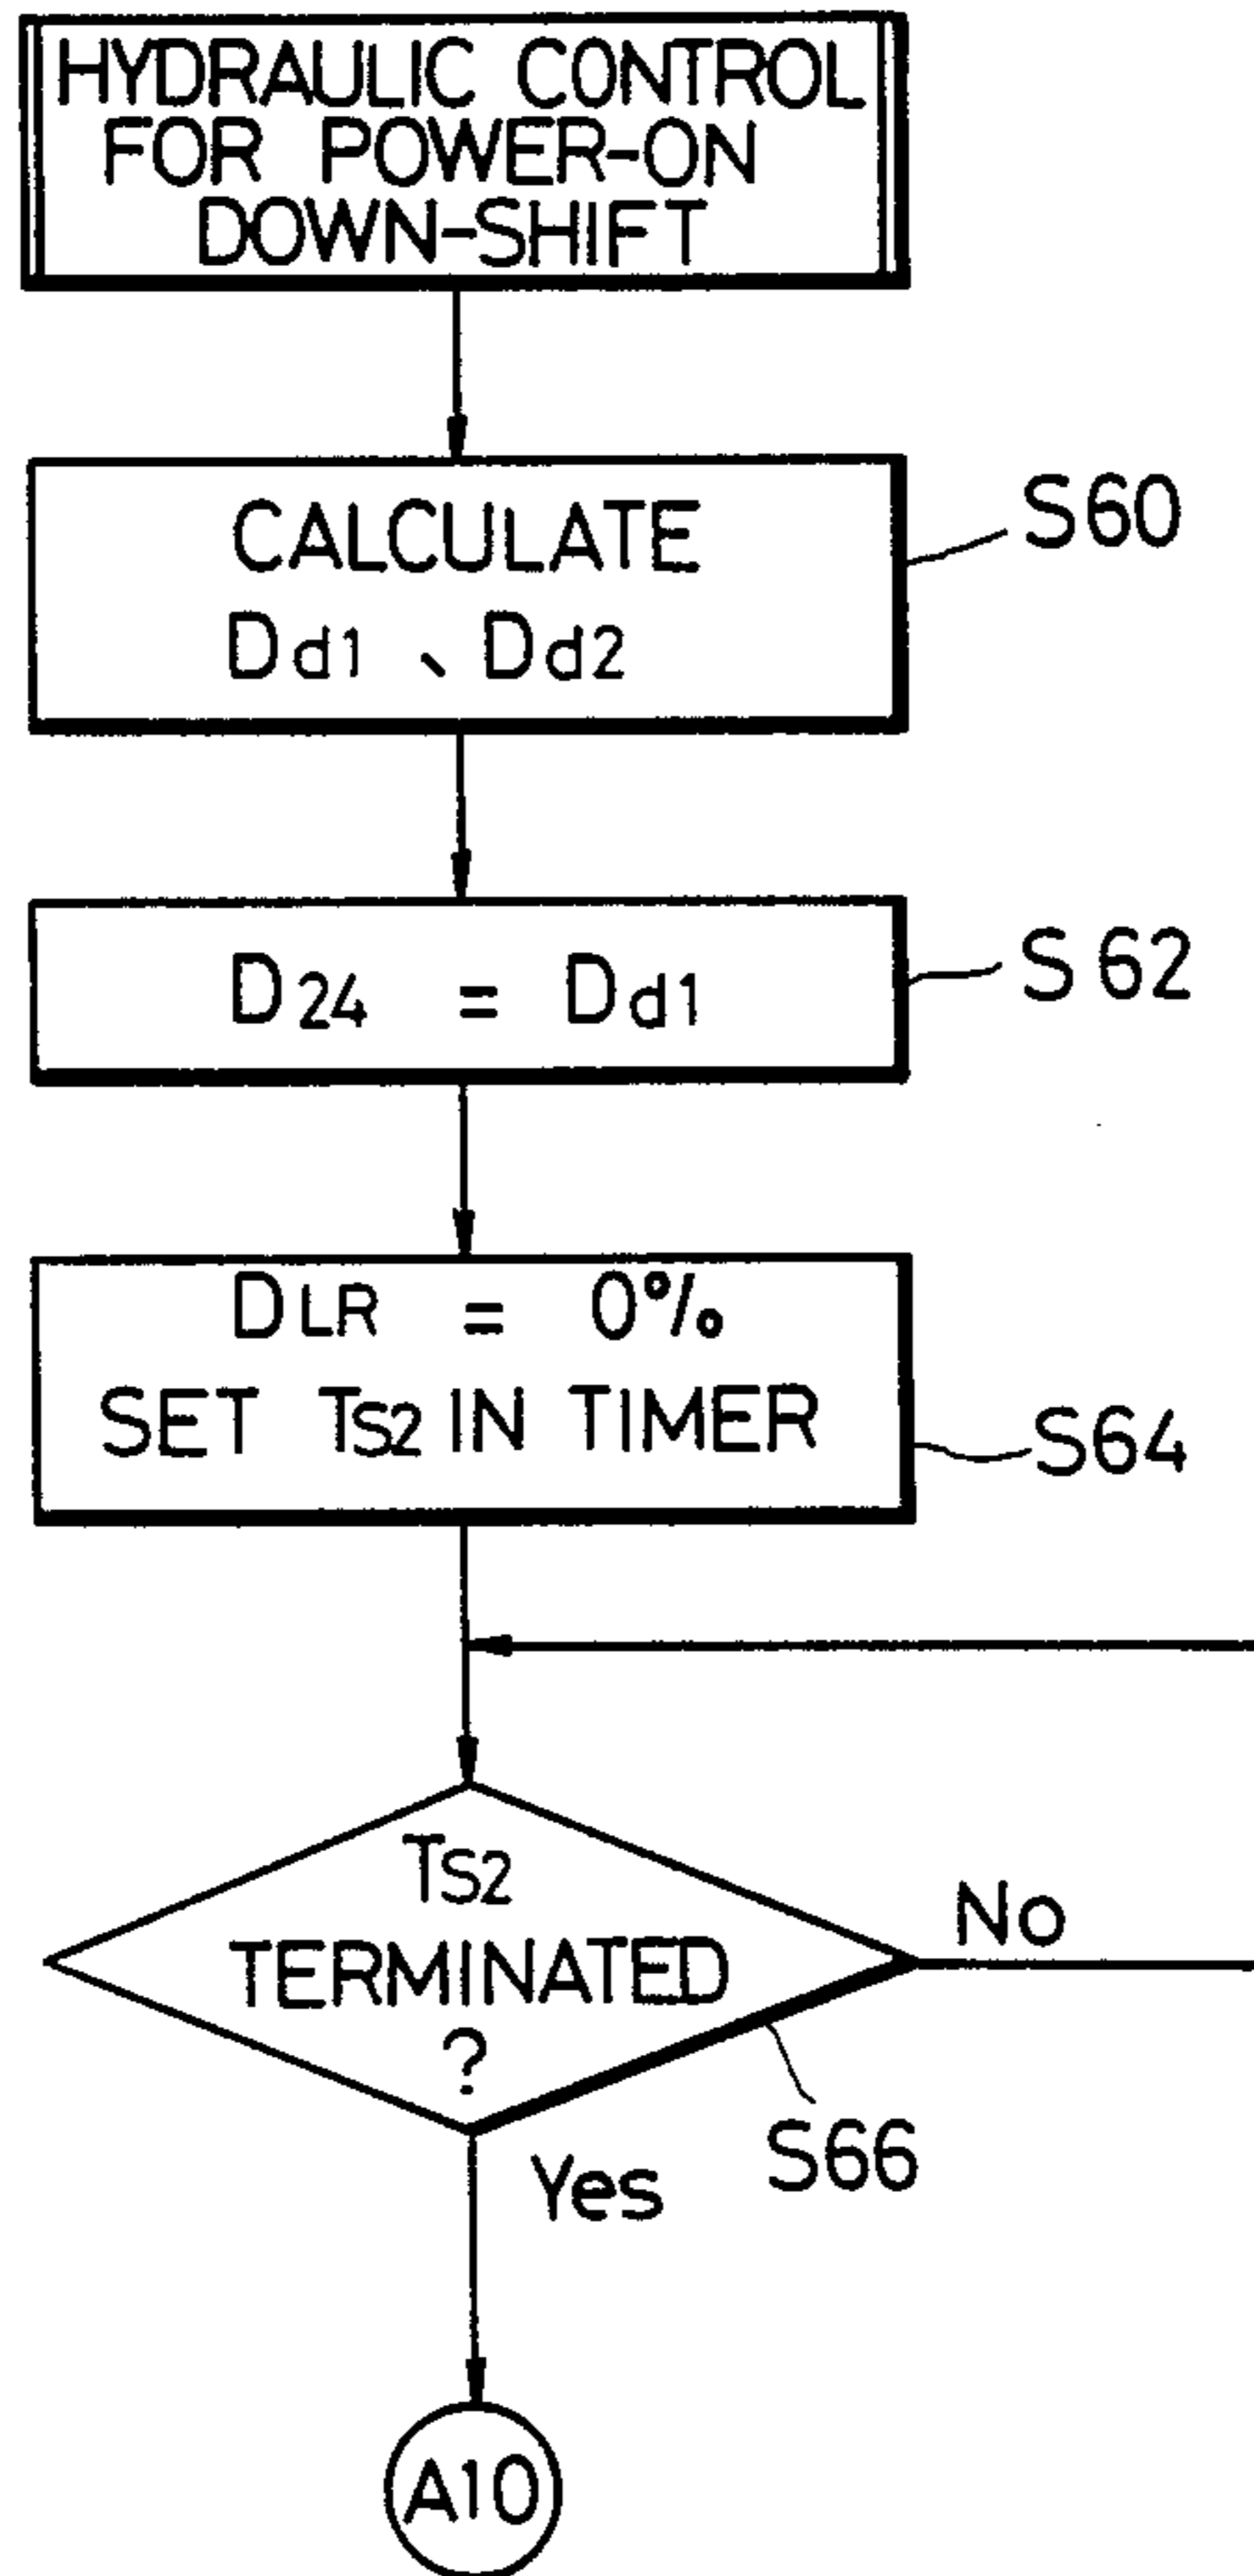 HYDRAULIC CONTROL
FOR POWER-ON
DOWN-SHIFT
CALCULATE
Dd1 、 Dd2
S60
D24 = Dd1
S62
DLR = 0%
SET TS2 IN TIMER
S64
TS2
TERMINATED
?
No
S66
Yes
A10